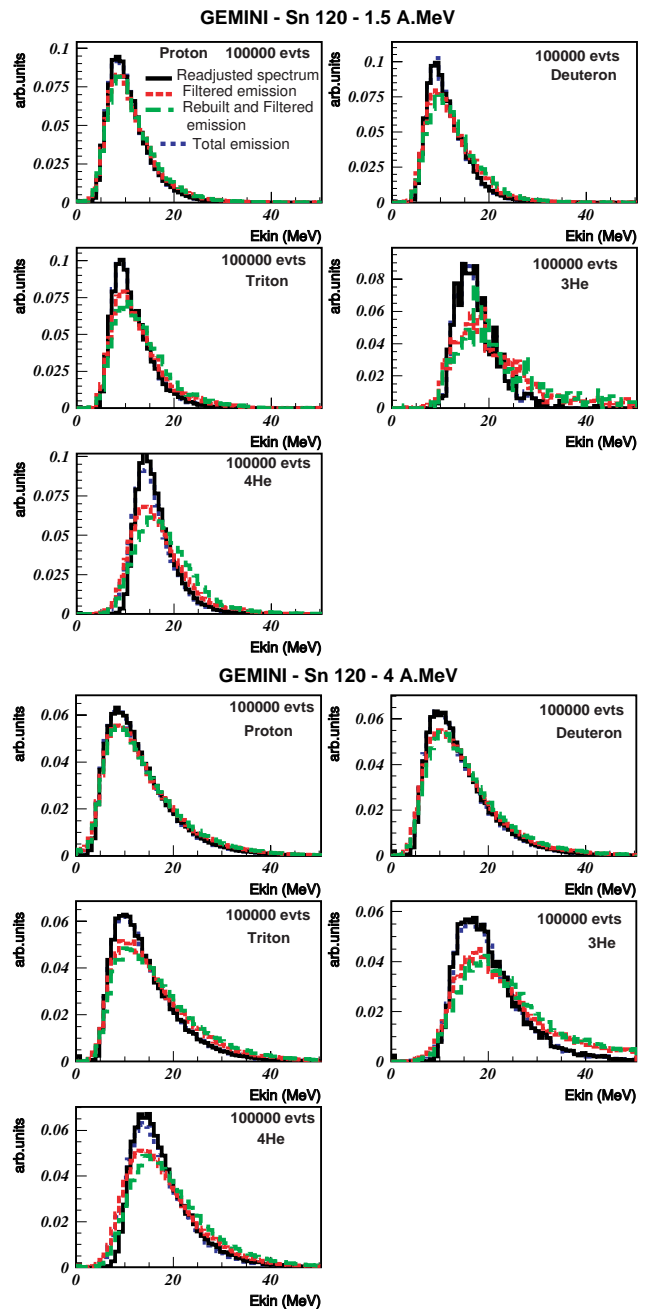 GEMINI - Sn 120 - 1.5 A.MeV
arb.units
0.1
0.075
0.05
0.025
0
Proton 100000 evts
Readjusted spectrum
Filtered emission
Rebuilt and Filtered
emission
Total emission
0 20 40
Ekin (MeV)
arb.units
0.125
0.1
0.075
0.05
0.025
0
100000 evts
Deuteron
0 20 40
Ekin (MeV)
arb.units
0.1
0.075
0.05
0.025
0
100000 evts
Triton
0 20 40
Ekin (MeV)
arb.units
0.08
0.06
0.04
0.02
0
100000 evts
3He
0 20 40
Ekin (MeV)
arb.units
0.1
0.075
0.05
0.025
0
100000 evts
4He
0 20 40
Ekin (MeV)
GEMINI - Sn 120 - 4 A.MeV
arb.units
0.06
0.04
0.02
0
100000 evts
Proton
0 20 40
Ekin (MeV)
arb.units
0.06
0.04
0.02
0
100000 evts
Deuteron
0 20 40
Ekin (MeV)
arb.units
0.06
0.04
0.02
0
100000 evts
Triton
0 20 40
Ekin (MeV)
arb.units
0.06
0.04
0.02
0
100000 evts
3He
0 20 40
Ekin (MeV)
arb.units
0.06
0.04
0.02
0
100000 evts
4He
0 20 40
Ekin (MeV)